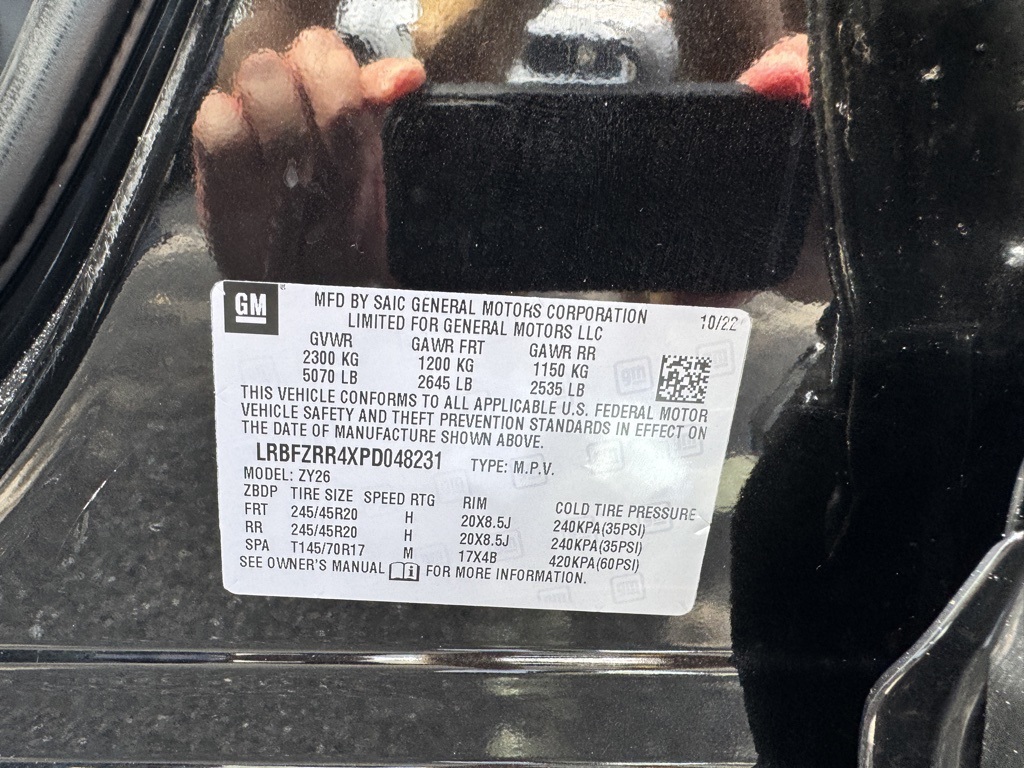 GM
MFD BY SAIC GENERAL MOTORS CORPORATION
LIMITED FOR GENERAL MOTORS LLC
10/22
GVWR GAWR FRT GAWR RR
2300 KG 1200 KG 1150 KG
5070 LB 2645 LB 2535 LB
THIS VEHICLE CONFORMS TO ALL APPLICABLE U.S. FEDERAL MOTOR
VEHICLE SAFETY AND THEFT PREVENTION STANDARDS IN EFFECT ON
THE DATE OF MANUFACTURE SHOWN ABOVE.
LRBFZRR4XPD048231 TYPE: M.P.V.
MODEL: ZY26
ZBDP TIRE SIZE SPEED RTG RIM COLD TIRE PRESSURE
FRT 245/45R20 H 20X8.5J 240KPA(35PSI)
RR 245/45R20 H 20X8.5J 240KPA(35PSI)
SPA T145/70R17 M 17X4B 420KPA(60PSI)
SEE OWNER'S MANUAL FOR MORE INFORMATION.